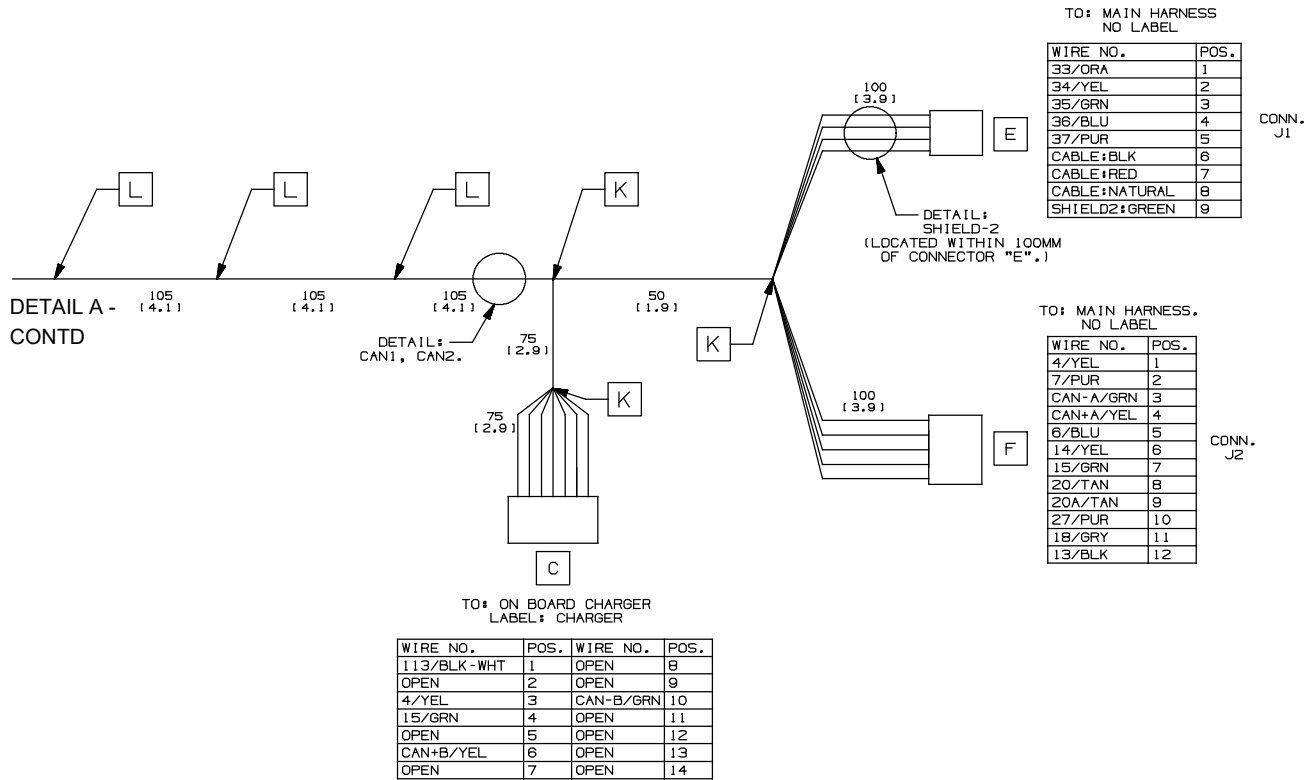 TO: MAIN HARNESS
NO LABEL
WIRE NO. POS.
33/ORA 1
34/YEL 2
35/GRN 3
36/BLU 4
37/PUR 5
CABLE:BLK 6
CABLE:RED 7
CABLE:NATURAL 8
SHIELD2:GREEN 9
CONN.
J1
100
[3.9]
E
L
L
L
K
DETAIL:
SHIELD-2
(LOCATED WITHIN 100MM
OF CONNECTOR "E".)
DETAIL A -
CONTD
105
[4.1]
105
[4.1]
105
[4.1]
50
[1.9]
DETAIL:
CAN1, CAN2.
75
[2.9]
K
K
75
[2.9]
TO: MAIN HARNESS.
NO LABEL
WIRE NO. POS.
4/YEL 1
7/PUR 2
CAN-A/GRN 3
CAN+A/YEL 4
6/BLU 5
14/YEL 6
15/GRN 7
20/TAN 8
20A/TAN 9
27/PUR 10
18/GRY 11
13/BLK 12
CONN.
J2
100
[3.9]
F
C
TO: ON BOARD CHARGER
LABEL: CHARGER
WIRE NO. POS. WIRE NO. POS.
113/BLK-WHT 1 OPEN 8
OPEN 2 OPEN 9
4/YEL 3 CAN-B/GRN 10
15/GRN 4 OPEN 11
OPEN 5 OPEN 12
CAN+B/YEL 6 OPEN 13
OPEN 7 OPEN 14